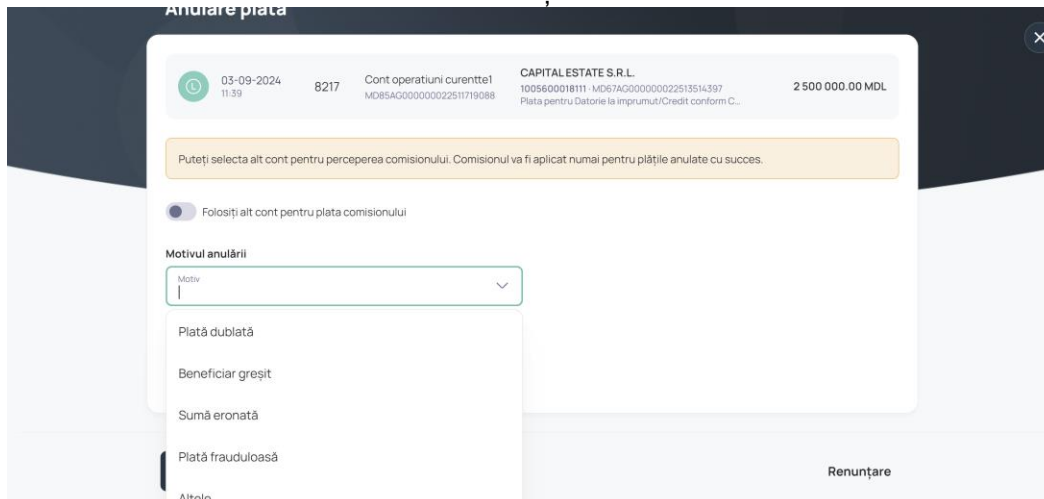 Anulare plată
L
03-09-2024
11:39
8217
Cont operatiuni curentte1
MD85AG000000022511719088
CAPITAL ESTATE S.R.L.
1005600018111 · MD67AG000000022513514397
Plata pentru Datorie la imprumut/Credit conform C...
2 500 000.00 MDL
Puteți selecta alt cont pentru perceperea comisionului. Comisionul va fi aplicat numai pentru plățile anulate cu succes.
Folosiți alt cont pentru plata comisionului
Motivul anulării
Motiv
Plată dublată
Beneficiar greșit
Sumă eronată
Plată frauduloasă
Altele
Renunțare